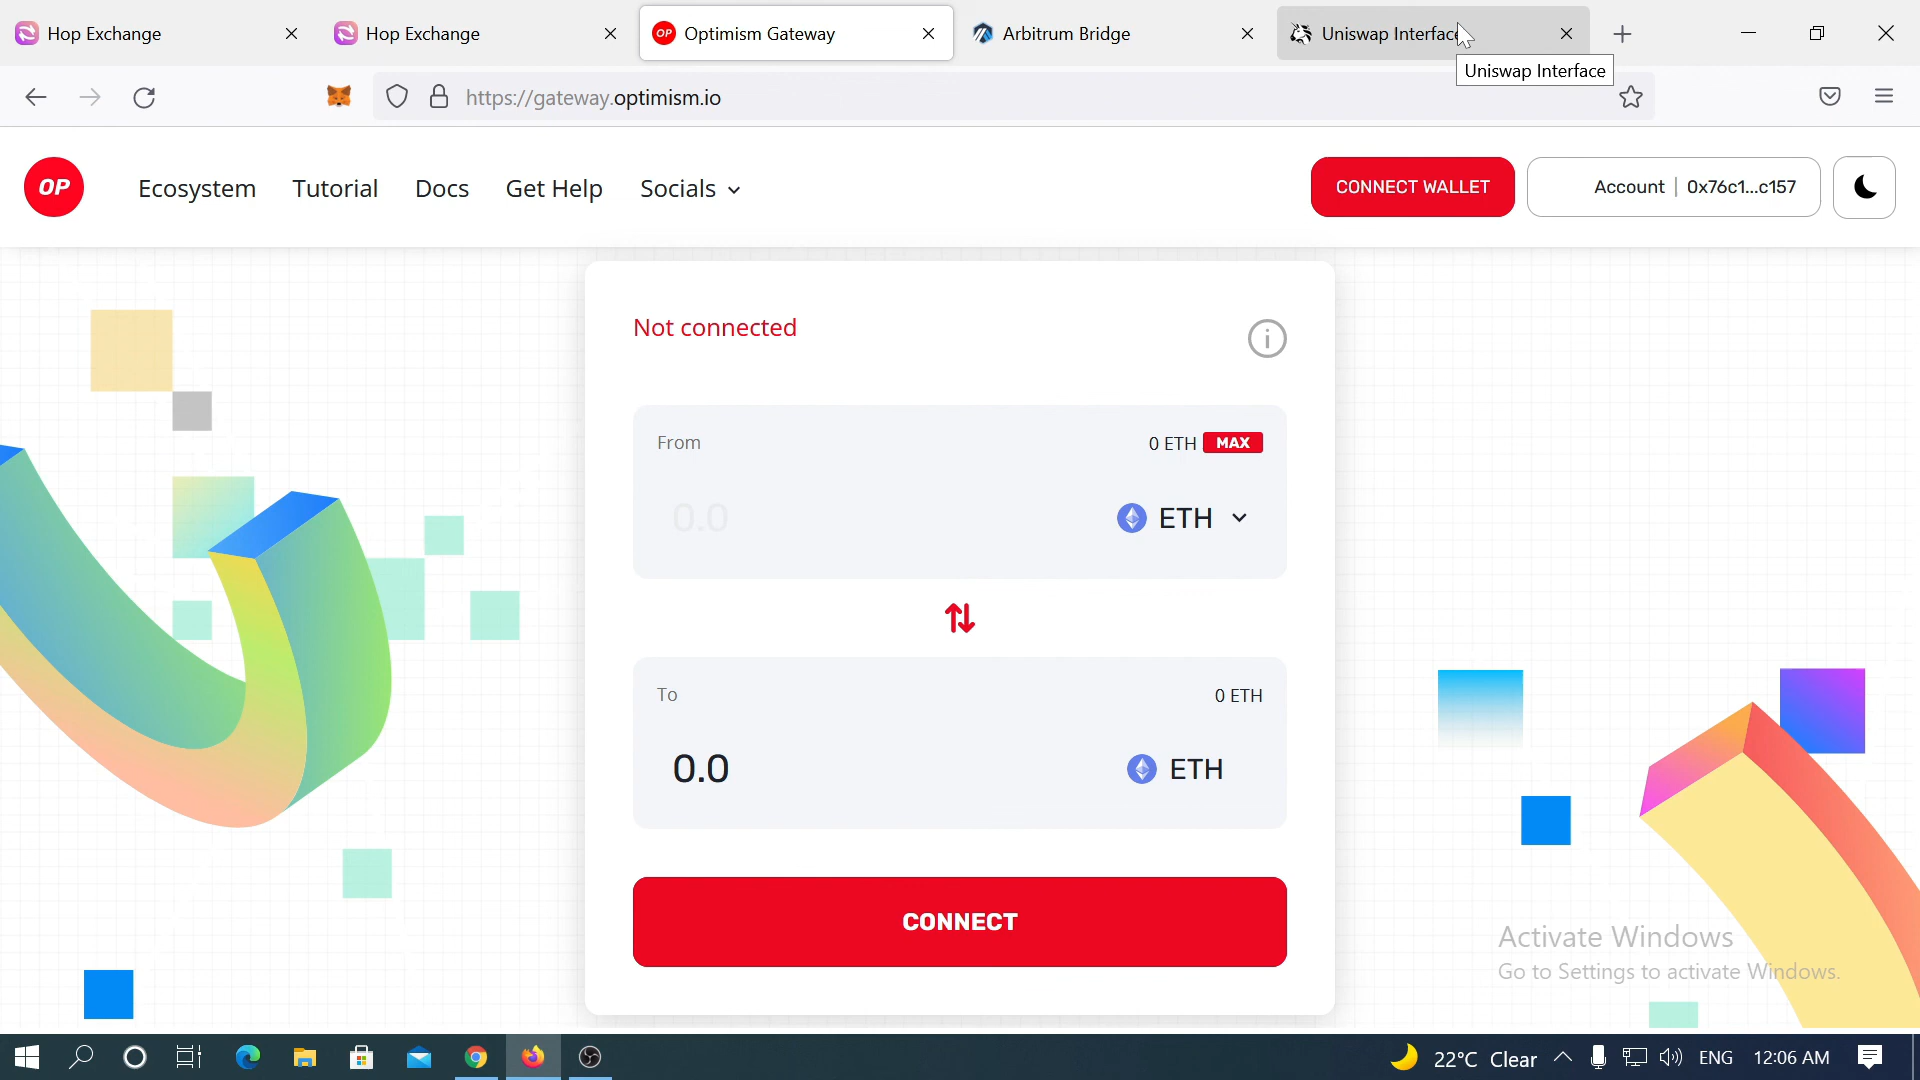 Hop Exchange
Hop Exchange
OP Optimism Gateway
Arbitrum Bridge
Uniswap Interface
Uniswap Interface
https://gateway.optimism.io
OP
Ecosystem
Tutorial
Docs
Get Help
Socials
CONNECT WALLET
Account | 0x76c1...c157
Not connected
From
0 ETH MAX
0.0
ETH
To
0 ETH
0.0
ETH
CONNECT
Activate Windows
Go to Settings to activate Windows.
22°C Clear
ENG
12:06 AM